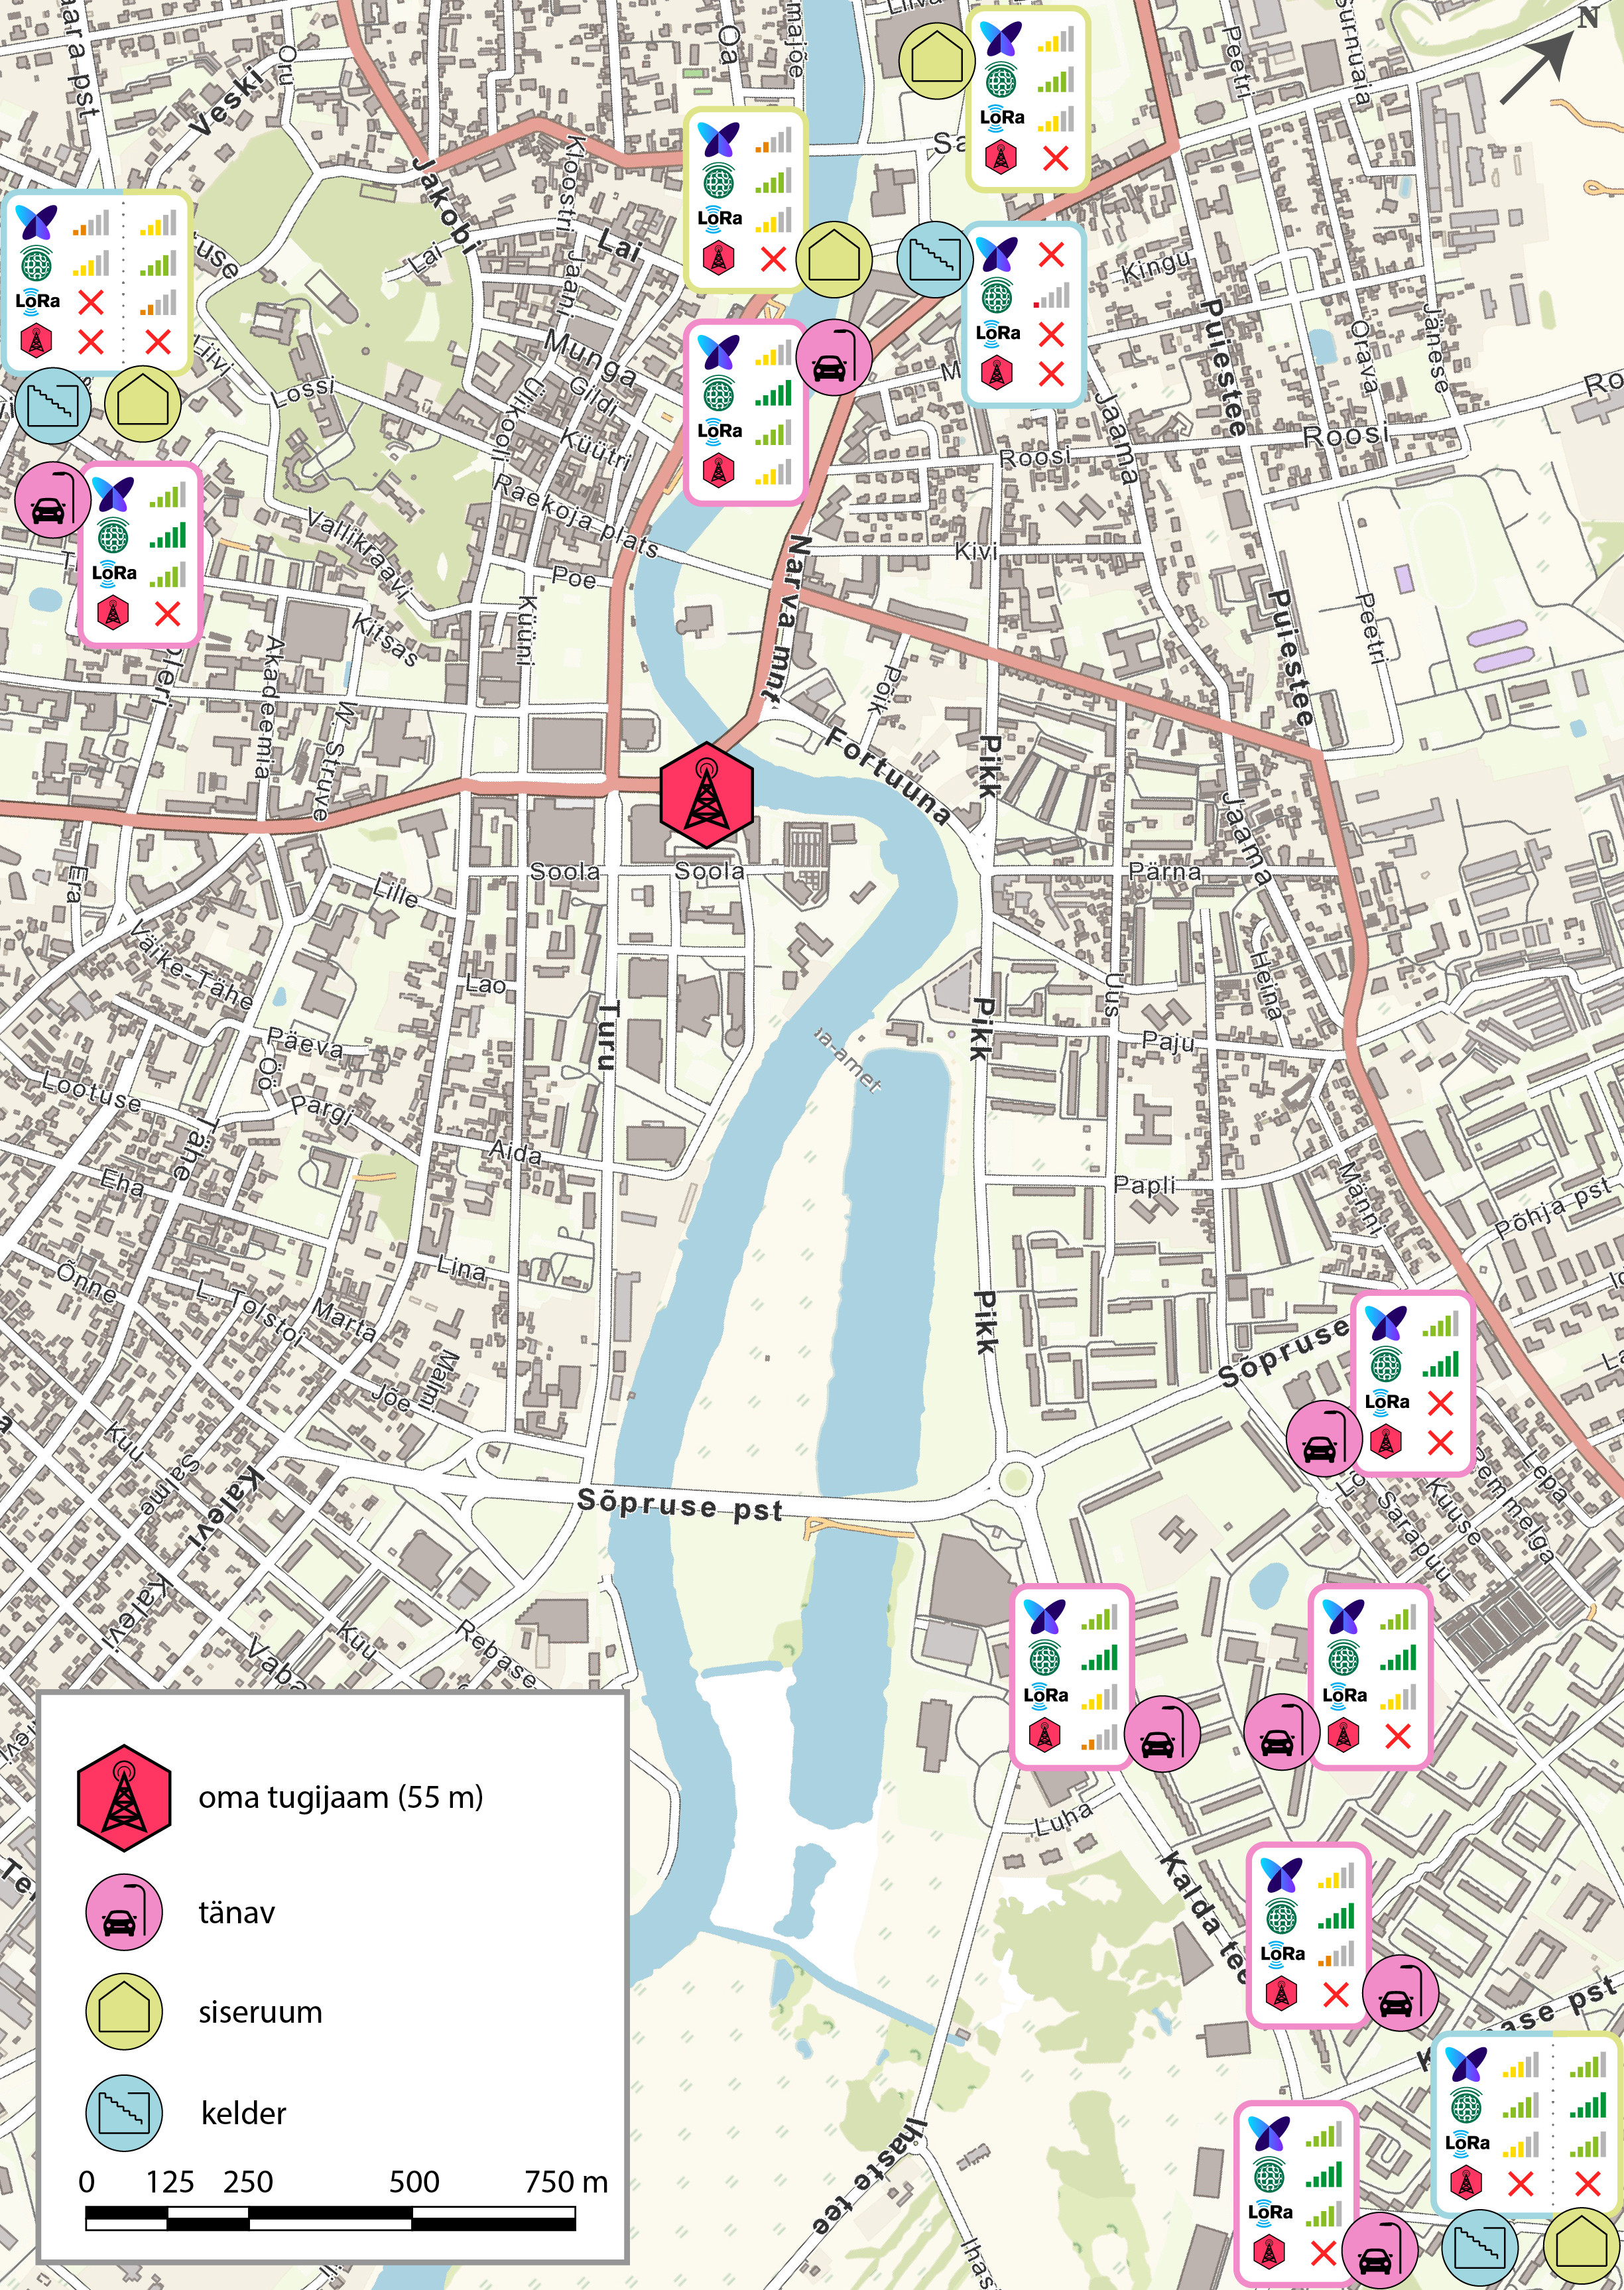 N
Liiva
Oa
Peetri
Oru
Veski
Kloostri
Jakobi
Lai
Lai
Jaani
Munga
Gildi
Ülikooli
Küütri
Lossi
Liivi
Vallikraavi
Raekoja plats
Poe
Küüni
Kitsas
Akadeemia
W. Struve
Kingu
Puiestee
Orava
Jänese
Jaama
Roosi
Roosi
Kivi
Narva mnt
Puiestee
Peetri
Põik
Fortuuna
Pikk
Jaama
Soola
Soola
Pärna
Era
Lille
Väike-Tähe
Lao
Turu
Pikk
Uus
Heina
Paju
Päeva
Öö
Lootuse
Pargi
Tähe
Aida
Eha
Papli
Männi
Põhja pst
Õnne
L. Tolstoi
Marta
Lina
Pikk
Malmi
Jõe
Sõpruse
Kuu
Salme
Kalevi
Sõpruse pst
Lepa
Kuuse
Sarapuu
Kalevi
Kuu
Rebase
Luha
Kalda tee
Ihaste tee
LoRa
LoRa
LoRa
LoRa
LoRa
LoRa
LoRa
LoRa
LoRa
LoRa
LoRa
LoRa
oma tugijaam (55 m)
tänav
siseruum
kelder
0 125 250 500 750 m